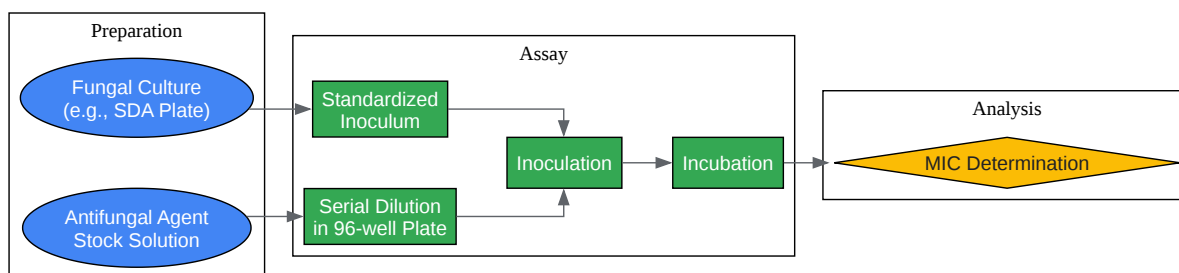 Preparation
Fungal Culture
(e.g., SDA Plate)
Antifungal Agent
Stock Solution
Assay
Standardized
Inoculum
Serial Dilution
in 96-well Plate
Inoculation
Incubation
Analysis
MIC Determination